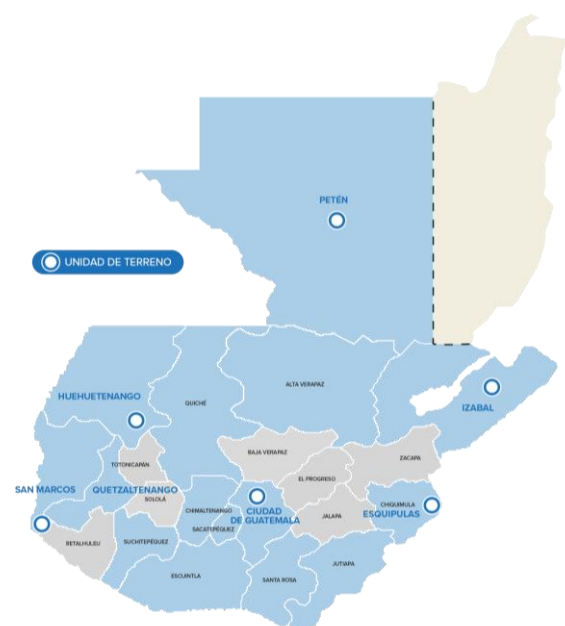 PETÉN
UNIDAD DE TERRENO
ALTA VERAPAZ
HUEHUETENANGO
QUICHÉ
IZABAL
BAJA VERAPAZ
ZACAPA
TOTONICAPÁN
EL PROGRESO
SAN MARCOS
QUETZALTENANGO
SOLOLÁ
CHIMALTENANGO
SACATEPÉQUEZ
CIUDAD
DE GUATEMALA
CHIQUIMULA
ESQUIPULAS
JALAPA
RETALHULEU
SUCHITEPÉQUEZ
JUTIAPA
ESCUINTLA
SANTA ROSA